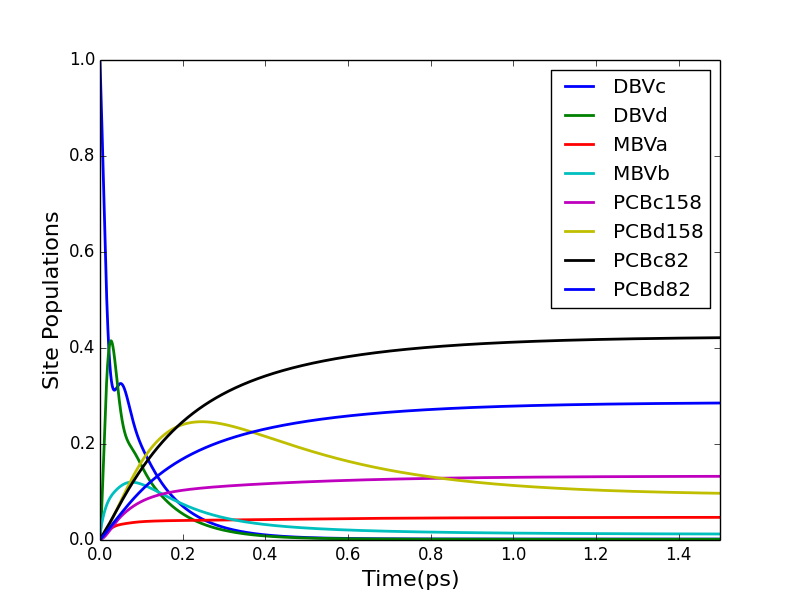 1.0
0.8
0.6
0.4
0.2
0.0
Site Populations
DBVc
DBVd
MBVa
MBVb
PCBc158
PCBd158
PCBc82
PCBd82
0.0 0.2 0.4 0.6 0.8 1.0 1.2 1.4
Time(ps)